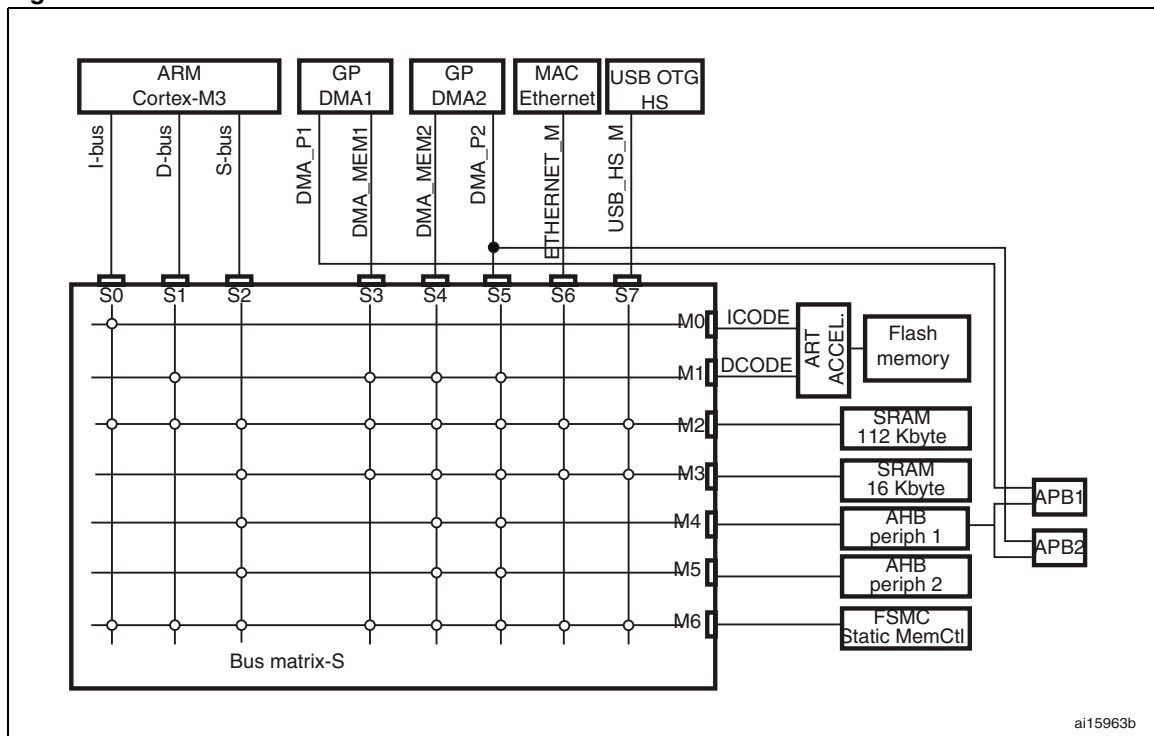 ARM
Cortex-M3
GP
DMA1
GP
DMA2
MAC
Ethernet
USB OTG
HS
I-bus
D-bus
S-bus
DMA_P1
DMA_MEM1
DMA_MEM2
DMA_P2
ETHERNET_M
USB_HS_M
S0
S1
S2
S3
S4
S5
S6
S7
M0
ICODE
M1
DCODE
ART
ACCEL.
Flash
memory
M2
SRAM
112 Kbyte
M3
SRAM
16 Kbyte
M4
AHB
periph 1
APB1
APB2
M5
AHB
periph 2
M6
FSMC
Static MemCtl
Bus matrix-S
ai15963b